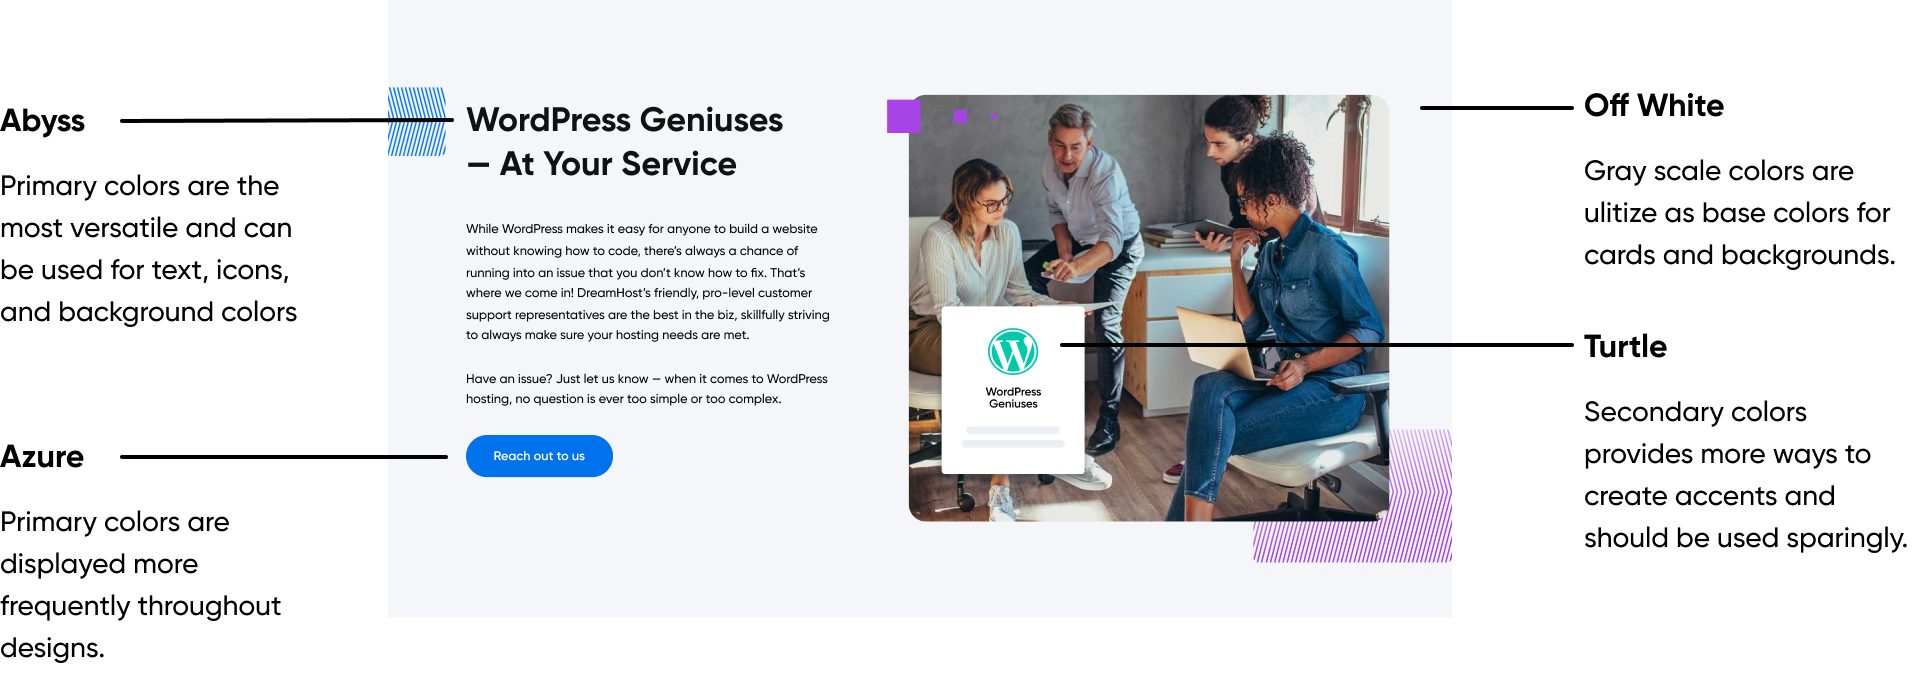 Abyss
Primary colors are the
most versatile and can
be used for text, icons,
and background colors
Azure
Primary colors are
displayed more
frequently throughout
designs.
WordPress Geniuses
— At Your Service
While WordPress makes it easy for anyone to build a website
without knowing how to code, there’s always a chance of
running into an issue that you don’t know how to fix. That’s
where we come in! DreamHost’s friendly, pro-level customer
support representatives are the best in the biz, skillfully striving
to always make sure your hosting needs are met.
Have an issue? Just let us know — when it comes to WordPress
hosting, no question is ever too simple or too complex.
Reach out to us
WordPress
Geniuses
Off White
Gray scale colors are
ulitize as base colors for
cards and backgrounds.
Turtle
Secondary colors
provides more ways to
create accents and
should be used sparingly.